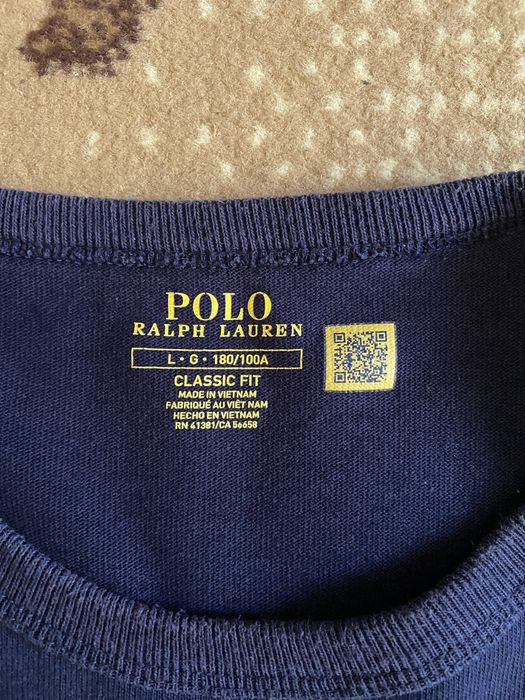 POLO
RALPH LAUREN
L • G • 180/100A
CLASSIC FIT
MADE IN VIETNAM
FABRIQUÉ AU VIÊT NAM
HECHO EN VIETNAM
RN 41381/CA 56658